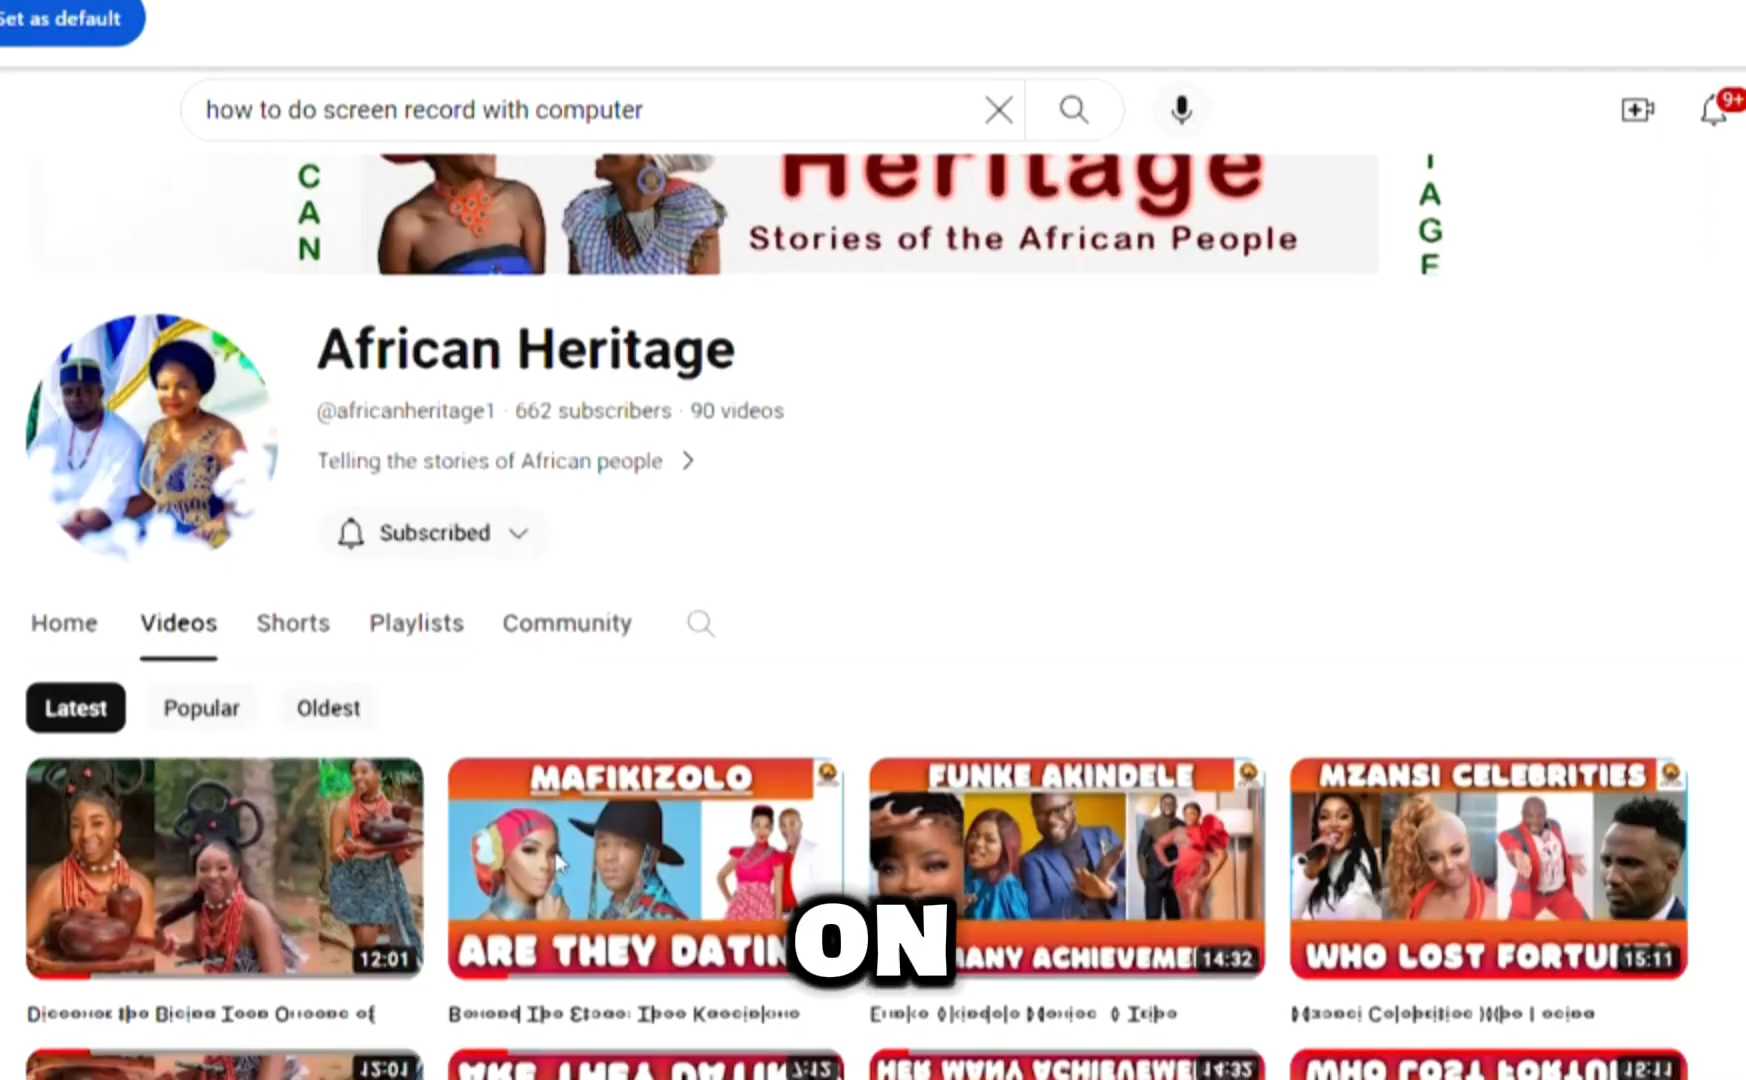 Set as default
how to do screen record with computer
9+
C
A
N
Heritage
Stories of the African People
A
G
African Heritage
@africanheritage1 · 662 subscribers · 90 videos
Telling the stories of African people
Subscribed
Home Videos Shorts Playlists Community
Latest Popular Oldest
MAFIKIZOLO
FUNKE AKINDELE
MZANSI CELEBRITIES
12:01
ARE THEY
ON
ACHIEVEME 14:32
WHO LOST FORTU 15:11